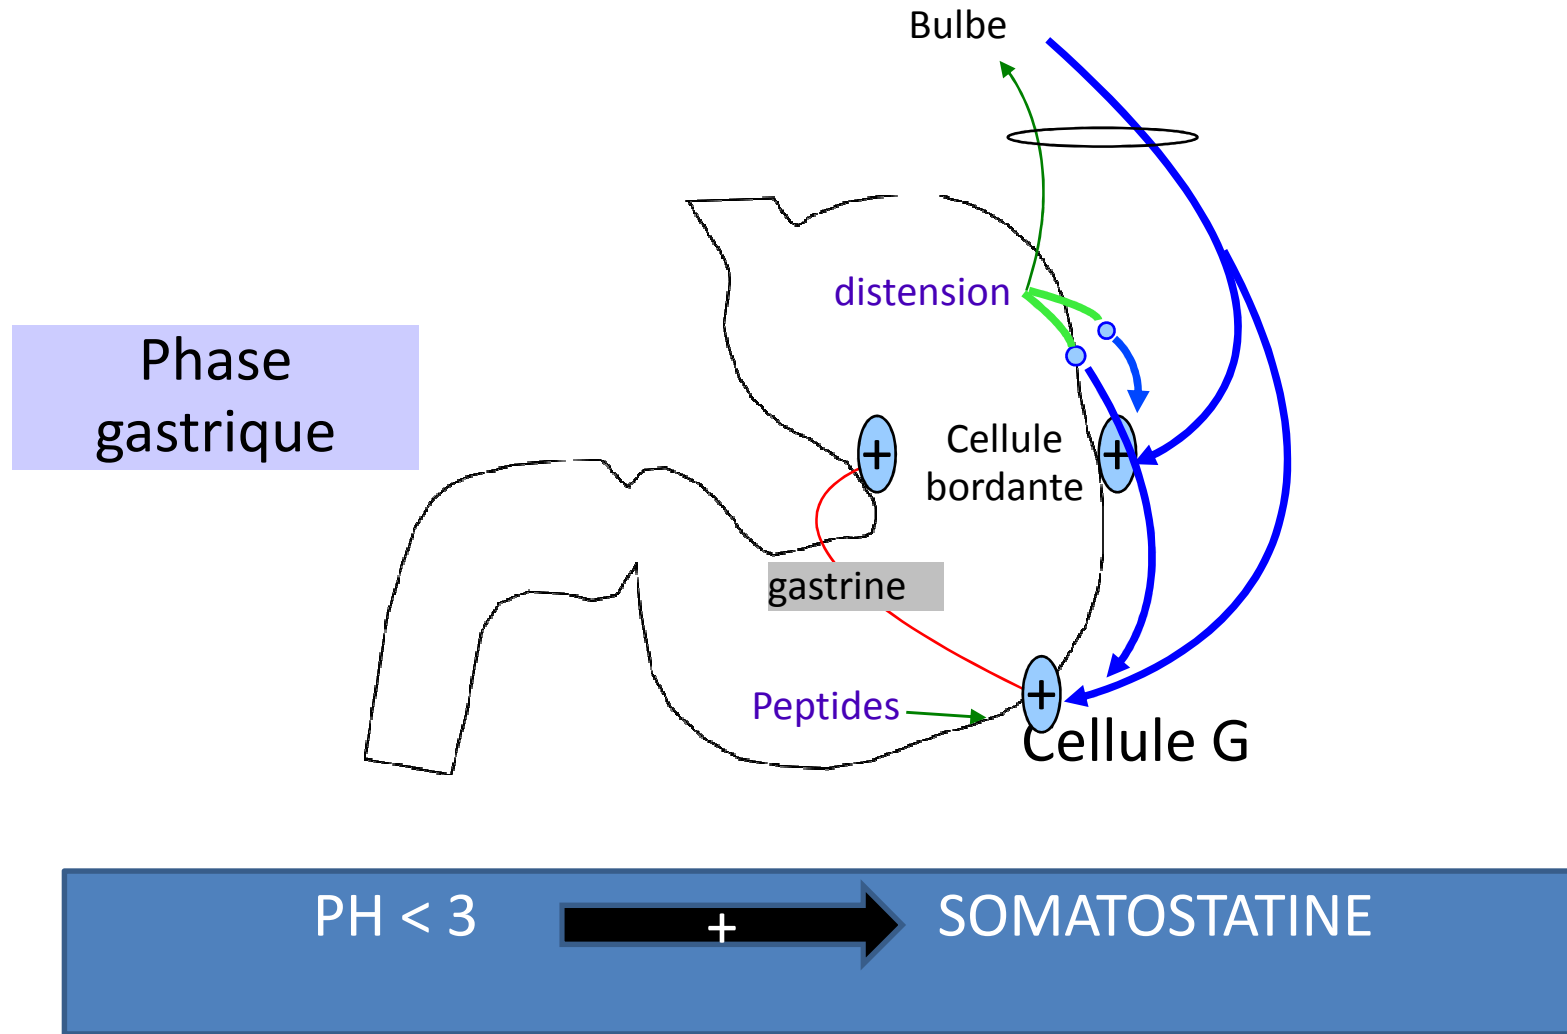 Bulbe
distension
Phase
gastrique
+
Cellule
bordante
+
gastrine
Peptides
+
Cellule G
PH < 3
+
SOMATOSTATINE